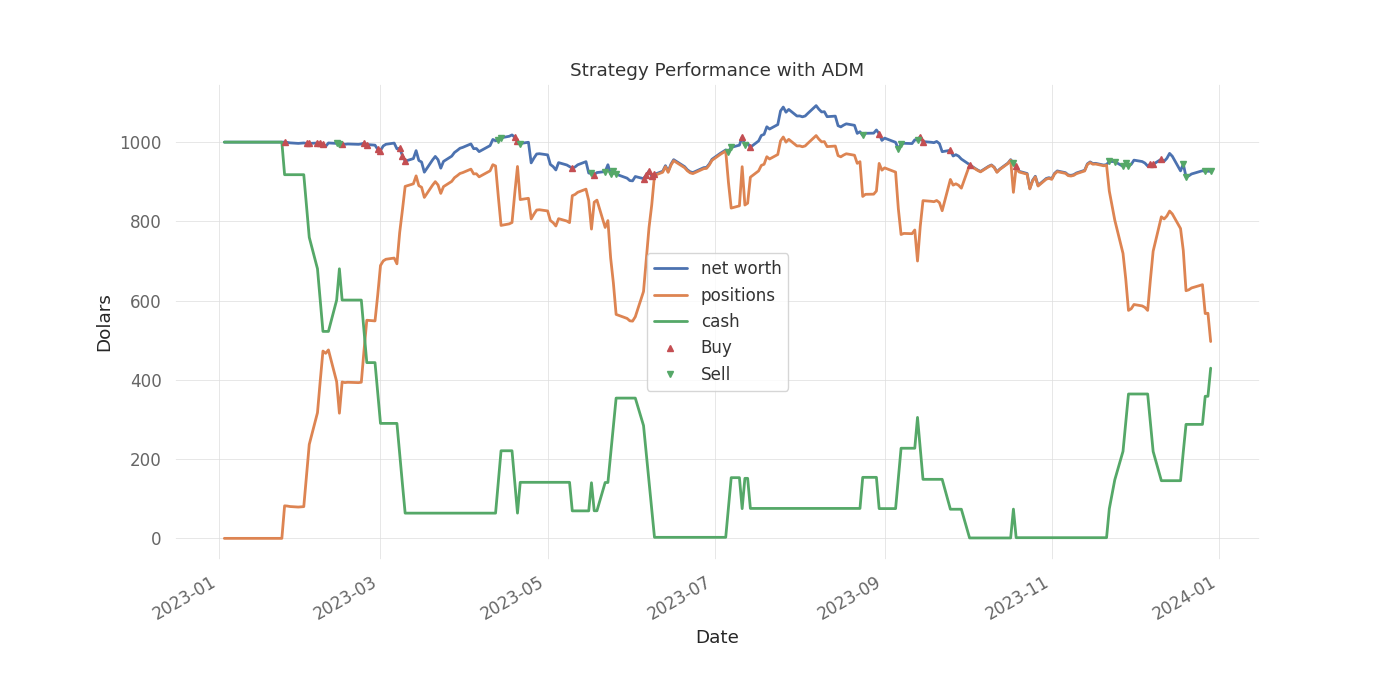 Strategy Performance with ADM
1000
800
600
400
200
0
Dolars
net worth
positions
cash
Buy
Sell
2023-01
2023-03
2023-05
2023-07
2023-09
2023-11
2024-01
Date